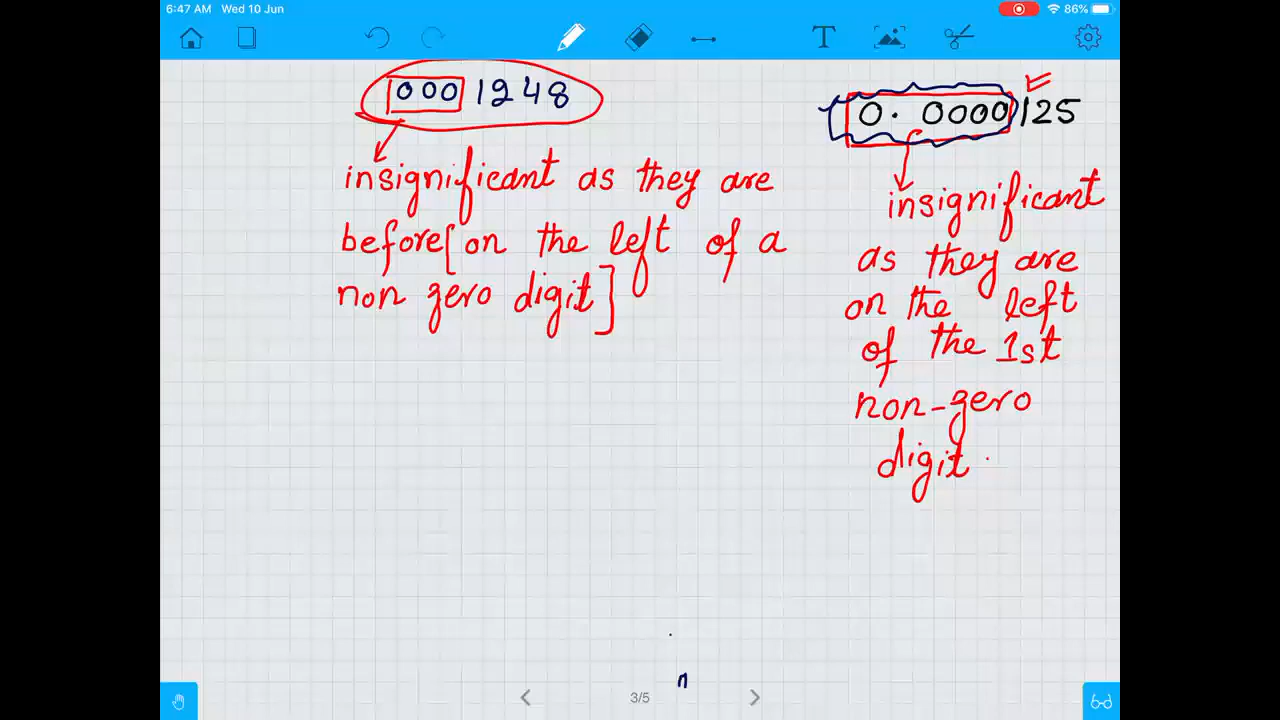 6:47 AM Wed 10 Jun
86%
T
0001248
insignificant as they are
before[on the left of a
non zero digit]
0.0000125
insignificant
as they are
on the left
of the 1st
non-zero
digit.
3/5